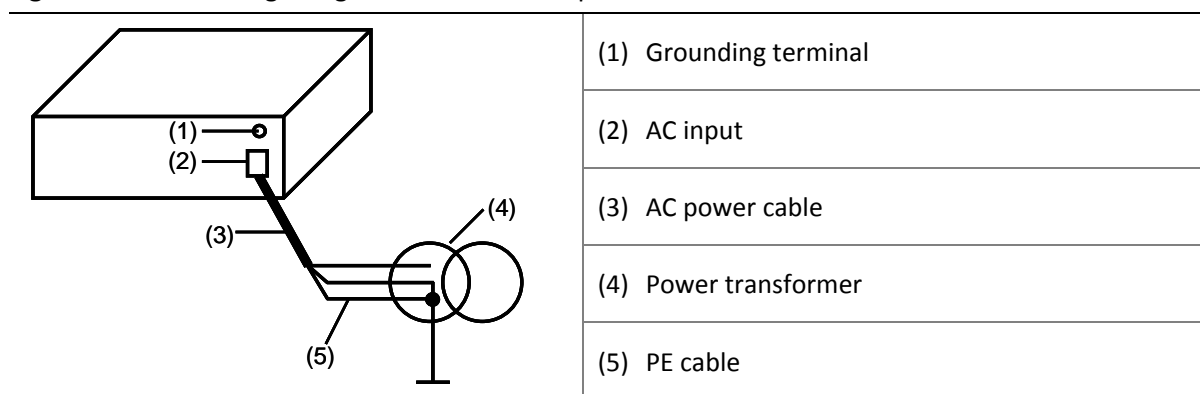 (1)
(2)
(3)
(4)
(5)
(1) Grounding terminal
(2) AC input
(3) AC power cable
(4) Power transformer
(5) PE cable